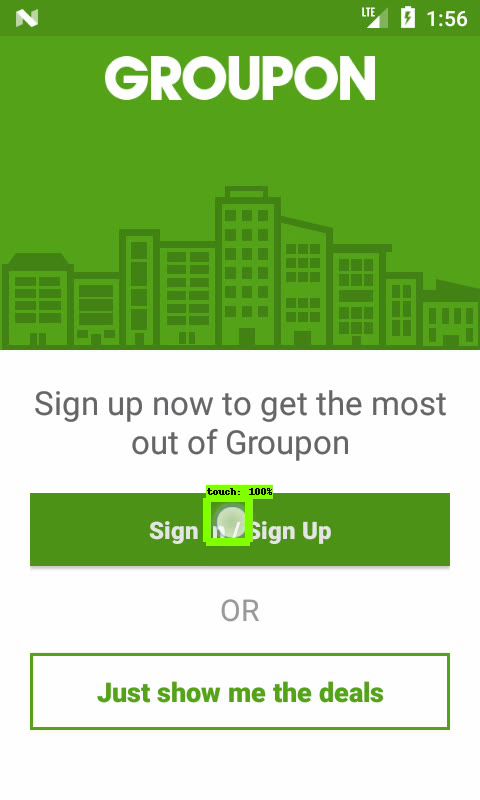 LTE 1:56
GROUPON
Sign up now to get the most
out of Groupon
touch: 100%
Sign In / Sign Up
OR
Just show me the deals